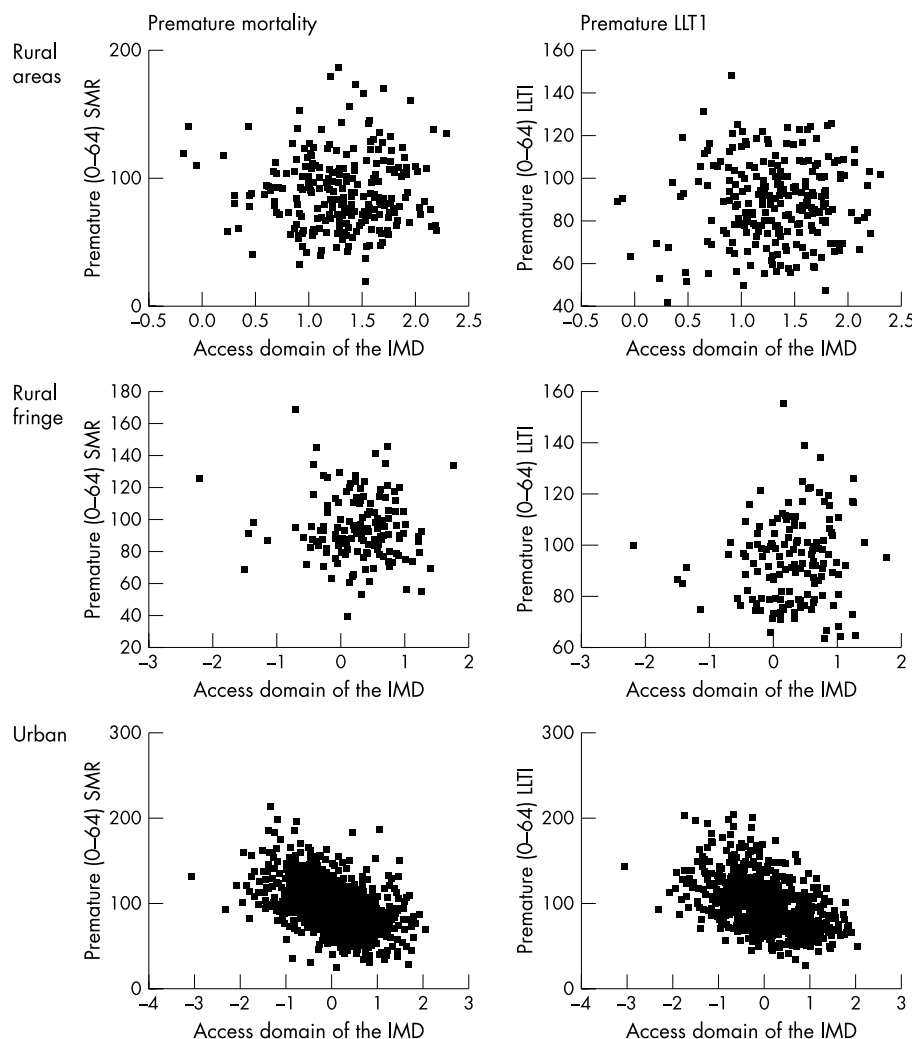 Premature mortality
Premature LLT1
Rural
areas
Premature (0–64) SMR
200
100
0
–0.5 0.0 0.5 1.0 1.5 2.0 2.5
Access domain of the IMD
Premature (0–64) LLTI
160
140
120
100
80
60
40
–0.5 0.0 0.5 1.0 1.5 2.0 2.5
Access domain of the IMD
Rural
fringe
Premature (0–64) SMR
180
160
140
120
100
80
60
40
20
–3 –2 –1 0 1 2
Access domain of the IMD
Premature (0–64) LLTI
160
140
120
100
80
60
–3 –2 –1 0 1 2
Access domain of the IMD
Urban
Premature (0–64) SMR
300
200
100
0
–4 –3 –2 –1 0 1 2 3
Access domain of the IMD
Premature (0–64) LLTI
300
200
100
0
–4 –3 –2 –1 0 1 2 3
Access domain of the IMD